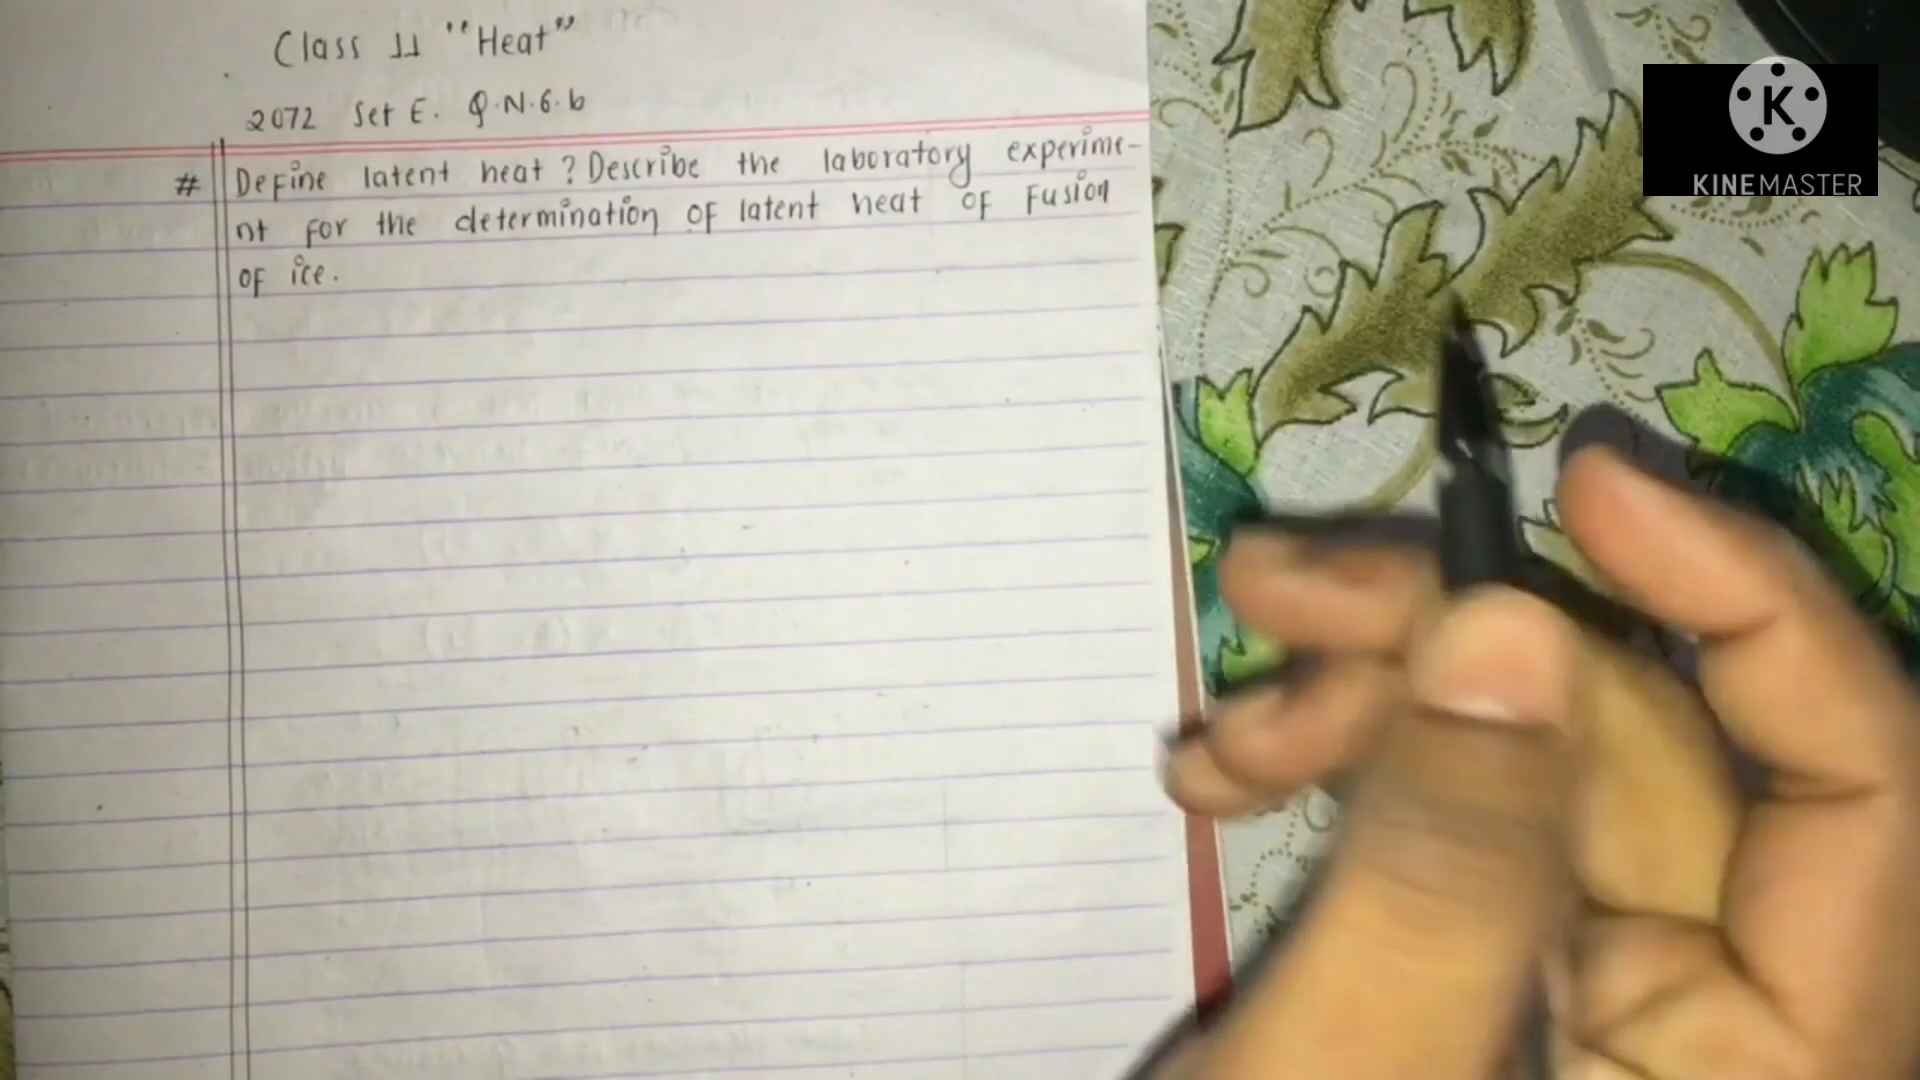 Class 11 "Heat"
2072 Set E. Q.N.6.b
# Define latent heat ? Describe the laboratory experime-
nt for the determination of latent heat of fusion
of ice.
K
KINEMASTER